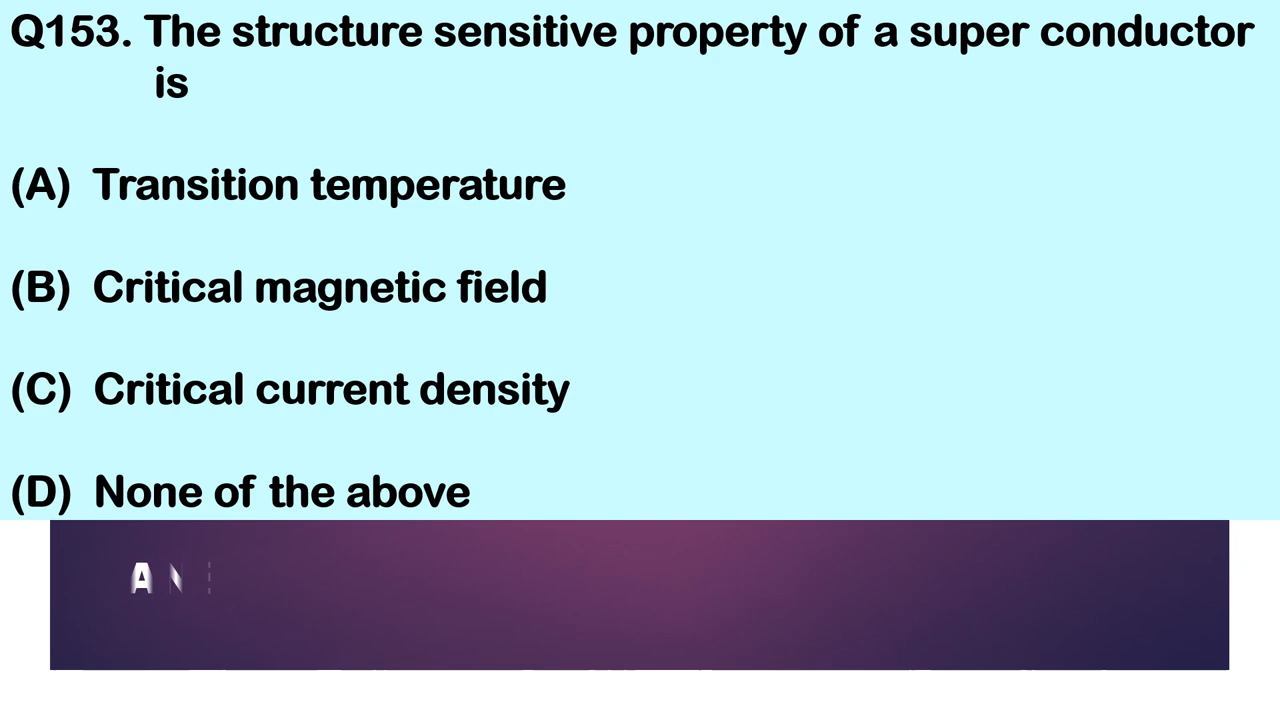 Q153. The structure sensitive property of a super conductor
is
(A) Transition temperature
(B) Critical magnetic field
(C) Critical current density
(D) None of the above